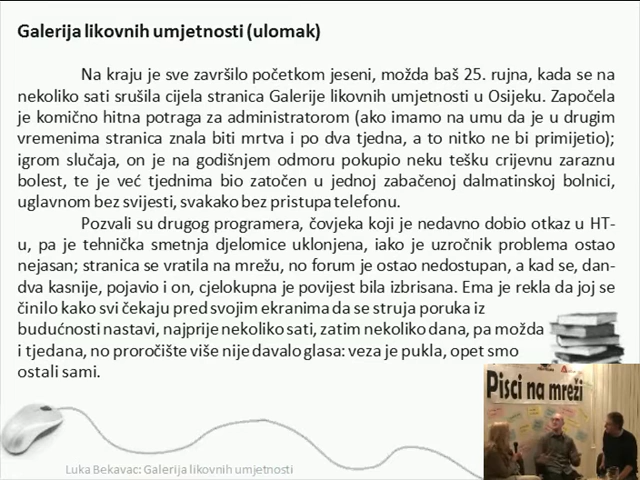 Galerija likovnih umjetnosti (ulomak)
Na kraju je sve završilo početkom jeseni, možda baš 25. rujna, kada se na
nekoliko sati srušila cijela stranica Galerije likovnih umjetnosti u Osijeku. Započela
je komično hitna potraga za administratorom (ako imamo na umu da je u drugim
vremenima stranica znala biti mrtva i po dva tjedna, a to nitko ne bi primijetio);
igrom slučaja, on je na godišnjem odmoru pokupio neku tešku crijevnu zaraznu
bolest, te je već tjednima bio zatočen u jednoj zabačenoj dalmatinskoj bolnici,
uglavnom bez svijesti, svakako bez pristupa telefonu.
Pozvali su drugog programera, čovjeka koji je nedavno dobio otkaz u HT-
u, pa je tehnička smetnja djelomice uklonjena, iako je uzročnik problema ostao
nejasan; stranica se vratila na mrežu, no forum je ostao nedostupan, a kad se, dan-
dva kasnije, pojavio i on, cjelokupna je povijest bila izbrisana. Ema je rekla da joj se
činilo kako svi čekaju pred svojim ekranima da se struja poruka iz
budućnosti nastavi, najprije nekoliko sati, zatim nekoliko dana, pa možda
i tjedana, no proročište više nije davalo glasa: veza je pukla, opet smo
ostali sami.
Pisci na mreži
Luka Bekavac: Galerija likovnih umjetnosti